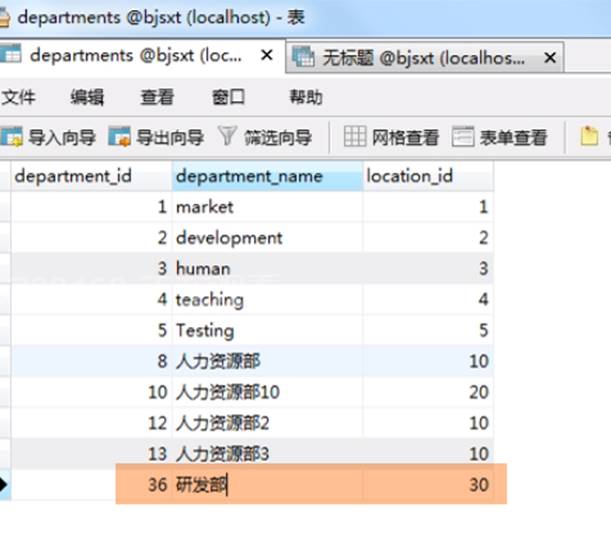 departments @bjsxt (localhost) - 表
departments @bjsxt (loc... 无标题 @bjsxt (localhos...
文件 编辑 查看 窗口 帮助
导入向导 导出向导 筛选向导 网格查看 表单查看
department_id department_name location_id
1 market 1
2 development 2
3 human 3
4 teaching 4
5 Testing 5
8 人力资源部 10
10 人力资源部10 20
12 人力资源部2 10
13 人力资源部3 10
36 研发部 30